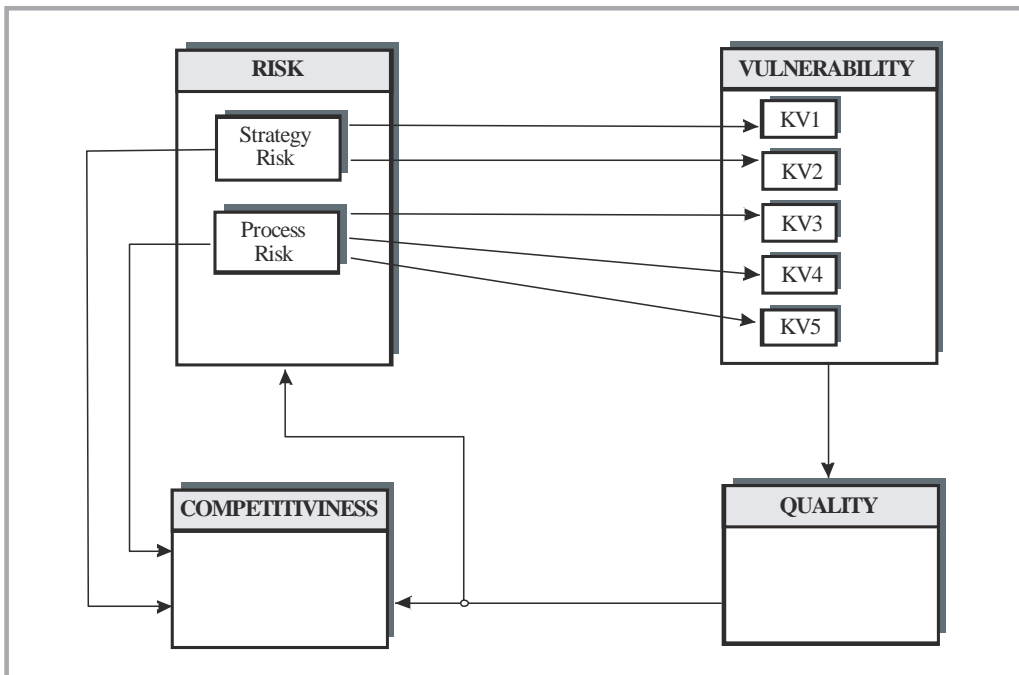 RISK
Strategy
Risk
Process
Risk
VULNERABILITY
KV1
KV2
KV3
KV4
KV5
COMPETITIVINESS
QUALITY